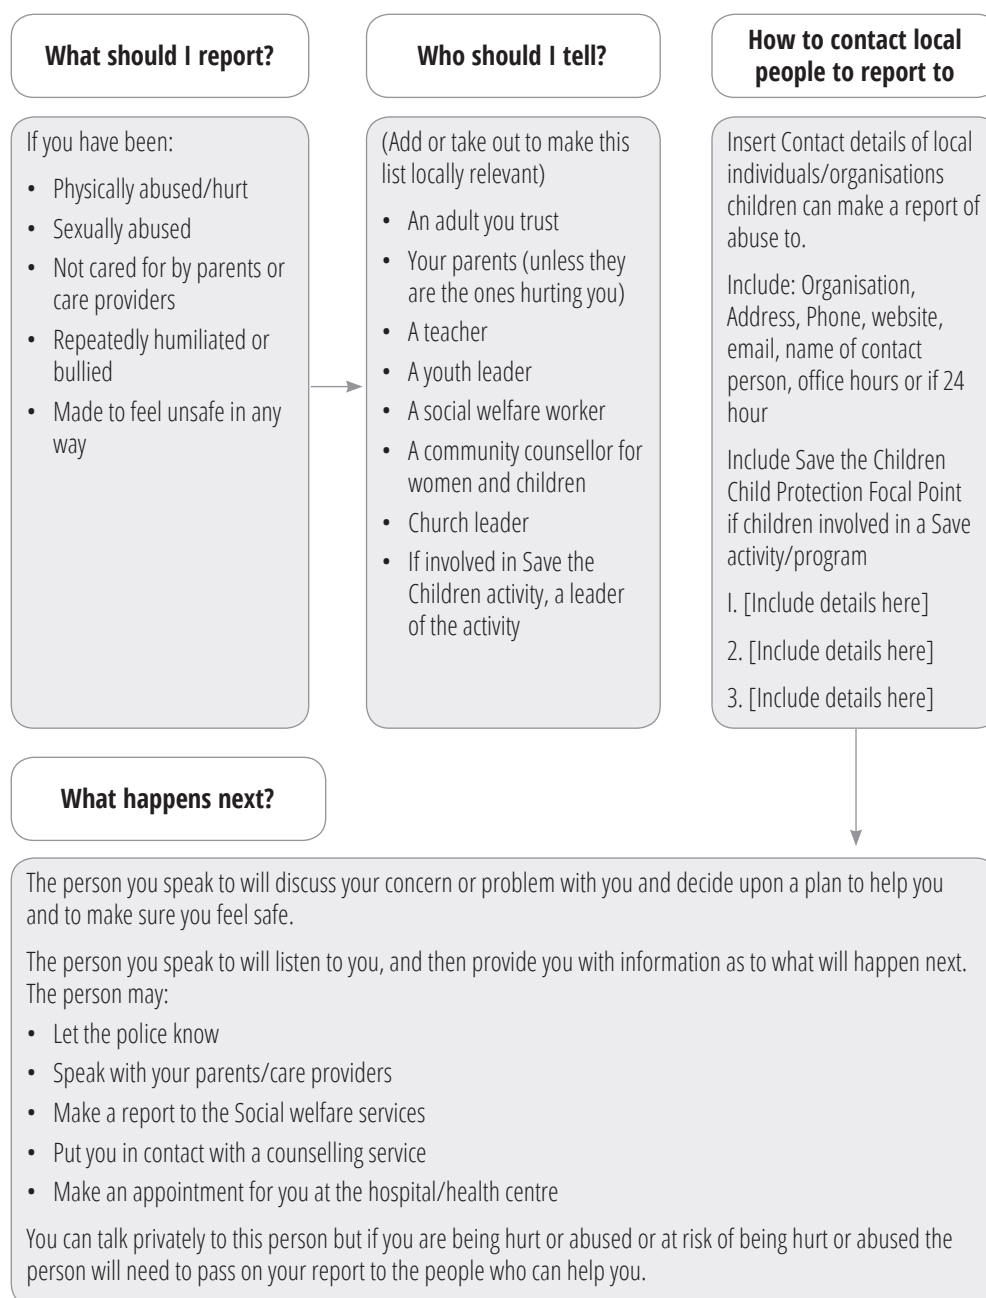 What should I report?
If you have been:
• Physically abused/hurt
• Sexually abused
• Not cared for by parents or
care providers
• Repeatedly humiliated or
bullied
• Made to feel unsafe in any
way
Who should I tell?
(Add or take out to make this
list locally relevant)
• An adult you trust
• Your parents (unless they
are the ones hurting you)
• A teacher
• A youth leader
• A social welfare worker
• A community counsellor for
women and children
• Church leader
• If involved in Save the
Children activity, a leader
of the activity
How to contact local
people to report to
Insert Contact details of local
individuals/organisations
children can make a report of
abuse to.
Include: Organisation,
Address, Phone, website,
email, name of contact
person, office hours or if 24
hour
Include Save the Children
Child Protection Focal Point
if children involved in a Save
activity/program
I. [Include details here]
2. [Include details here]
3. [Include details here]
What happens next?
The person you speak to will discuss your concern or problem with you and decide upon a plan to help you
and to make sure you feel safe.
The person you speak to will listen to you, and then provide you with information as to what will happen next.
The person may:
• Let the police know
• Speak with your parents/care providers
• Make a report to the Social welfare services
• Put you in contact with a counselling service
• Make an appointment for you at the hospital/health centre
You can talk privately to this person but if you are being hurt or abused or at risk of being hurt or abused the
person will need to pass on your report to the people who can help you.